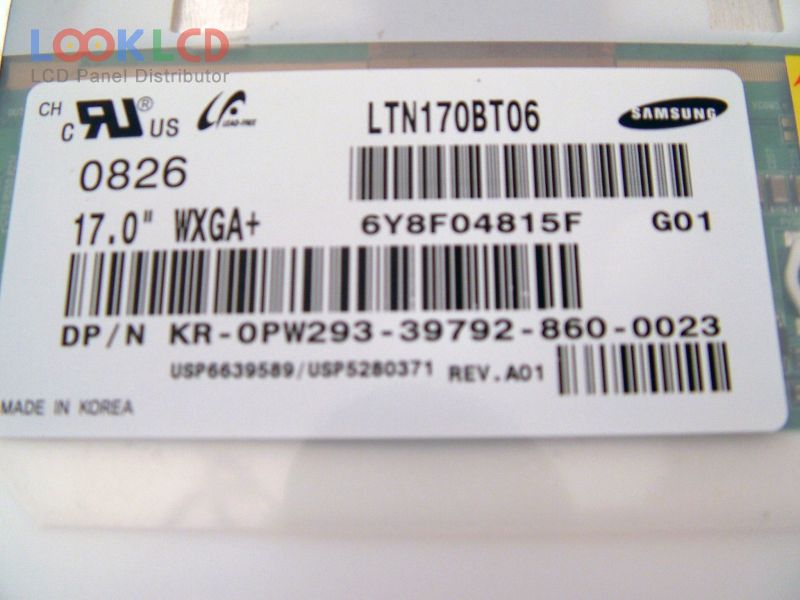 LOOKLCD
LCD Panel Distributor
CH
C RU ® US
LEAD-FREE
LTN170BT06
SAMSUNG
0826
17.0" WXGA+
6Y8F04815F G01
DP/N KR-0PW293-39792-860-0023
USP6639589/USP5280371 REV.A01
MADE IN KOREA